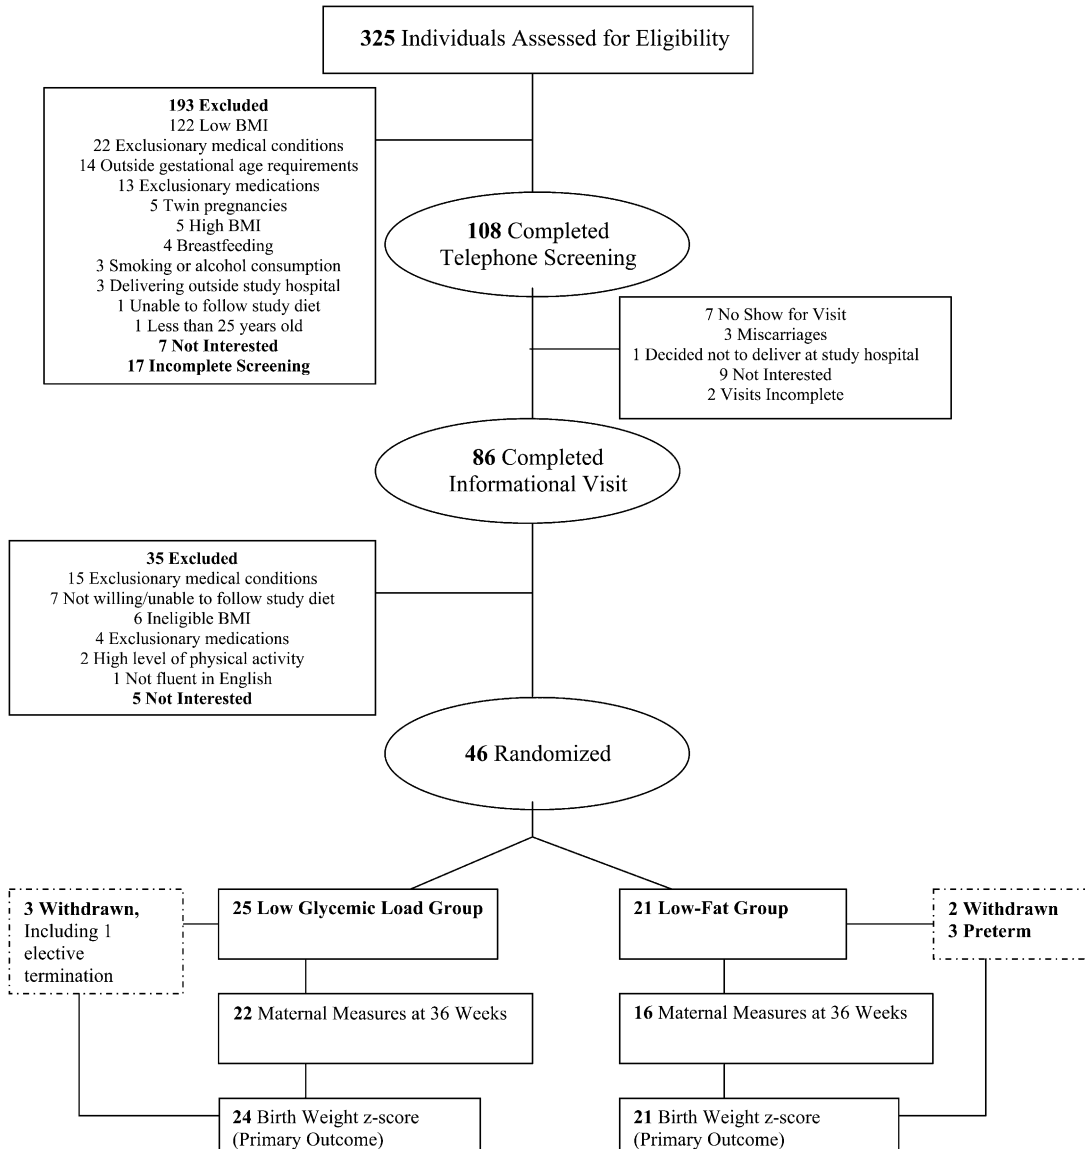 325 Individuals Assessed for Eligibility
193 Excluded
122 Low BMI
22 Exclusionary medical conditions
14 Outside gestational age requirements
13 Exclusionary medications
5 Twin pregnancies
5 High BMI
4 Breastfeeding
3 Smoking or alcohol consumption
3 Delivering outside study hospital
1 Unable to follow study diet
1 Less than 25 years old
7 Not Interested
17 Incomplete Screening
108 Completed
Telephone Screening
7 No Show for Visit
3 Miscarriages
1 Decided not to deliver at study hospital
9 Not Interested
2 Visits Incomplete
86 Completed
Informational Visit
35 Excluded
15 Exclusionary medical conditions
7 Not willing/unable to follow study diet
6 Ineligible BMI
4 Exclusionary medications
2 High level of physical activity
1 Not fluent in English
5 Not Interested
46 Randomized
3 Withdrawn,
Including 1
elective
termination
25 Low Glycemic Load Group
21 Low-Fat Group
2 Withdrawn
3 Preterm
22 Maternal Measures at 36 Weeks
16 Maternal Measures at 36 Weeks
24 Birth Weight z-score
(Primary Outcome)
21 Birth Weight z-score
(Primary Outcome)